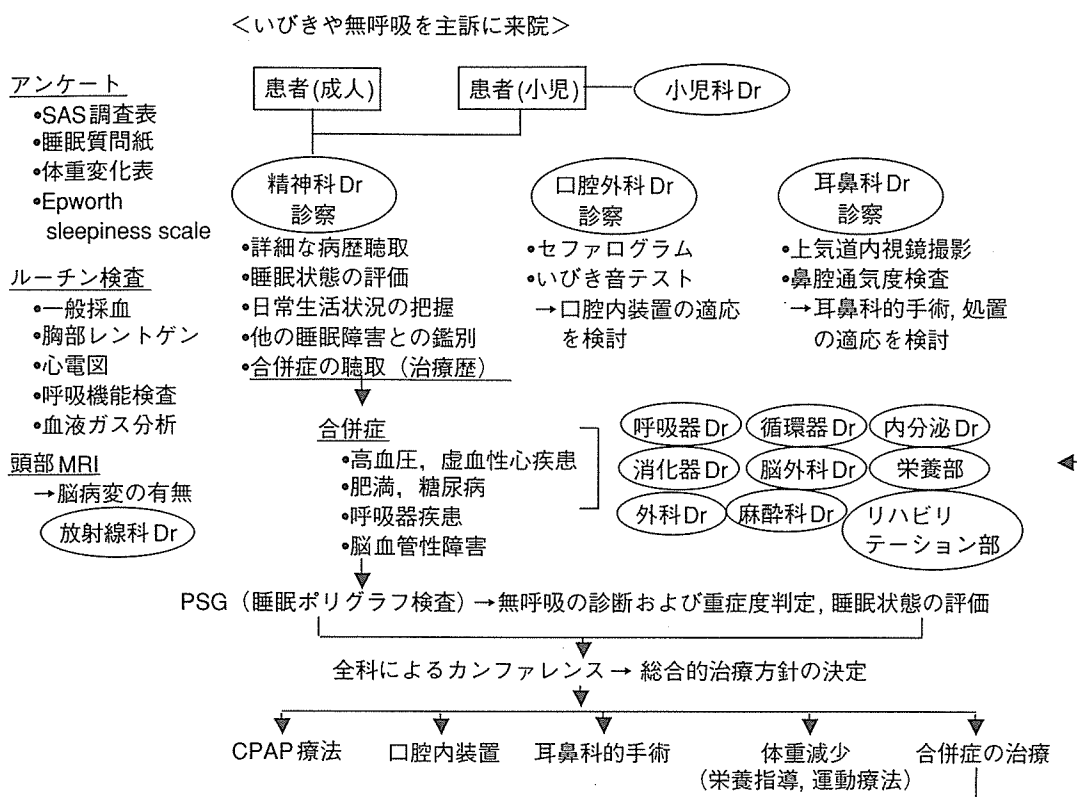 <いびきや無呼吸を主訴に来院>
患者(成人)
患者(小児)
小児科Dr
アンケート
•SAS調査表
•睡眠質問紙
•体重変化表
•Epworth
sleepiness scale
ルーチン検査
•一般採血
•胸部レントゲン
•心電図
•呼吸機能検査
•血液ガス分析
頭部MRI
→脳病変の有無
放射線科Dr
精神科Dr
診察
•詳細な病歴聴取
•睡眠状態の評価
•日常生活状況の把握
•他の睡眠障害との鑑別
•合併症の聴取（治療歴）
口腔外科Dr
診察
•セファログラム
•いびき音テスト
→口腔内装置の適応
を検討
耳鼻科Dr
診察
•上気道内視鏡撮影
•鼻腔通気度検査
→耳鼻科的手術, 処置
の適応を検討
合併症
•高血圧，虚血性心疾患
•肥満，糖尿病
•呼吸器疾患
•脳血管性障害
呼吸器Dr
循環器Dr
内分泌Dr
消化器Dr
脳外科Dr
栄養部
外科Dr
麻酔科Dr
リハビリ
テーション部
PSG（睡眠ポリグラフ検査）→無呼吸の診断および重症度判定, 睡眠状態の評価
全科によるカンファレンス→ 総合的治療方針の決定
CPAP療法
口腔内装置
耳鼻科的手術
体重減少
（栄養指導, 運動療法）
合併症の治療